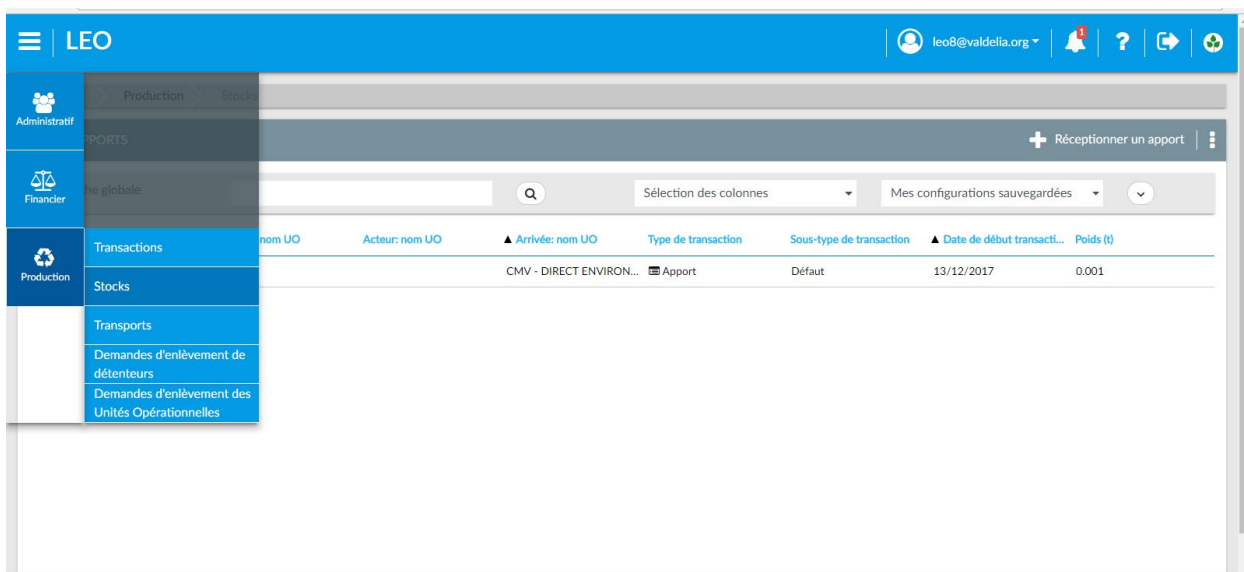 LEO
leo8@valdelia.org
1
?
Administratif
Production
Stocks
PPORTS
Réceptionner un apport
Financier
he globale
Sélection des colonnes
Mes configurations sauvegardées
Production
Transactions
nom UO
Acteur: nom UO
▲ Arrivée: nom UO
Type de transaction
Sous-type de transaction
▲ Date de début transacti...
Poids (t)
Stocks
CMV - DIRECT ENVIRON...
Apport
Défaut
13/12/2017
0.001
Transports
Demandes d'enlèvement de
détenteurs
Demandes d'enlèvement des
Unités Opérationnelles